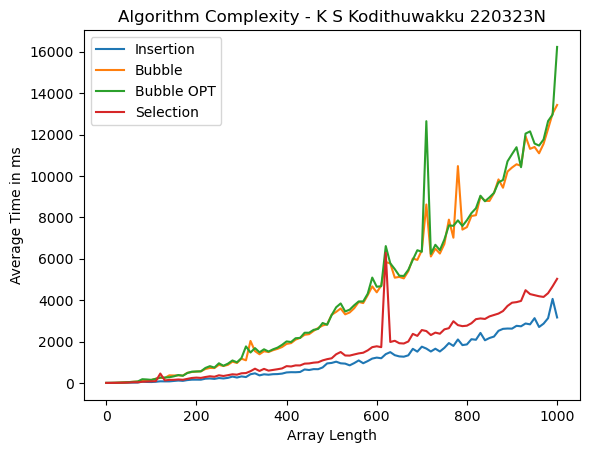 Algorithm Complexity - K S Kodithuwakku 220323N
Insertion
Bubble
Bubble OPT
Selection
Average Time in ms
16000
14000
12000
10000
8000
6000
4000
2000
0
0 200 400 600 800 1000
Array Length